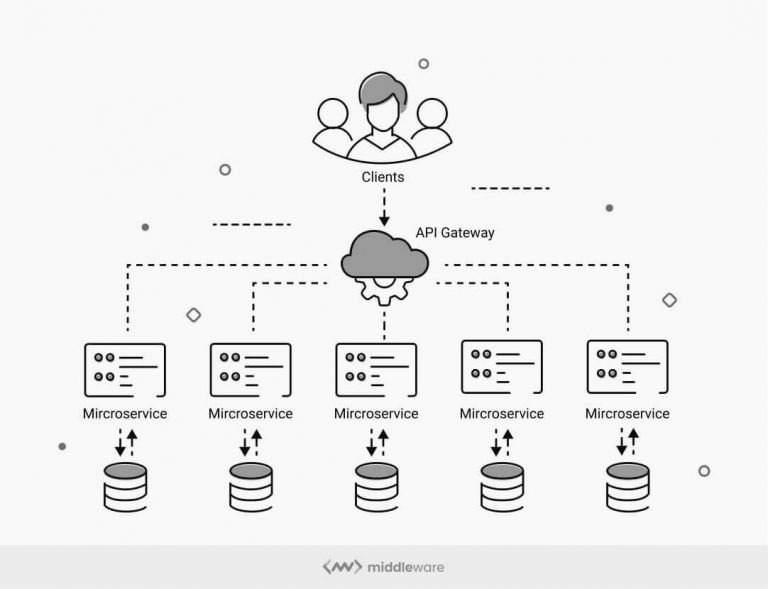 Clients
API Gateway
Mircroservice
Mircroservice
Mircroservice
Mircroservice
Mircroservice
middleware